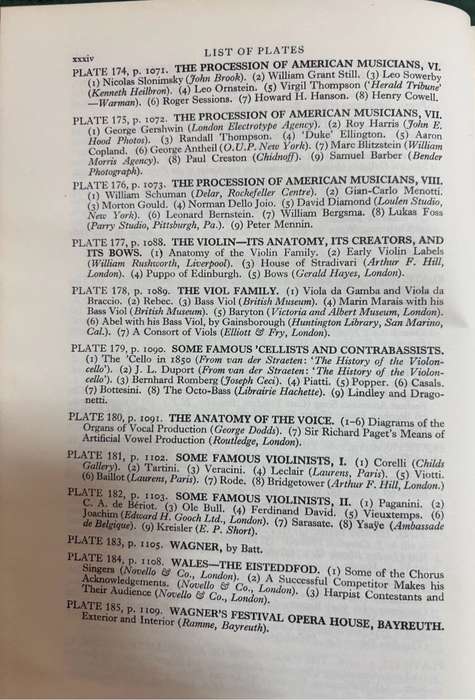 xxxiv
LIST OF PLATES
PLATE 174, p. 1071. THE PROCESSION OF AMERICAN MUSICIANS, VI.
(1) Nicolas Slonimsky (John Brook). (2) William Grant Still. (3) Leo Sowerby
(Kenneth Heilbron). (4) Leo Ornstein. (5) Virgil Thompson ('Herald Tribune'
—Warman). (6) Roger Sessions. (7) Howard H. Hanson. (8) Henry Cowell.
PLATE 175, p. 1072. THE PROCESSION OF AMERICAN MUSICIANS, VII.
(1) George Gershwin (London Electrotype Agency). (2) Roy Harris (John E.
Hood Photos). (3) Randall Thompson. (4) 'Duke' Ellington. (5) Aaron
Copland. (6) George Antheil (O.U.P. New York). (7) Marc Blitzstein (William
Morris Agency). (8) Paul Creston (Chidnoff). (9) Samuel Barber (Bender
Photograph).
PLATE 176, p. 1073. THE PROCESSION OF AMERICAN MUSICIANS, VIII.
(1) William Schuman (Delar, Rockefeller Centre). (2) Gian-Carlo Menotti.
(3) Morton Gould. (4) Norman Dello Joio. (5) David Diamond (Loulen Studio,
New York). (6) Leonard Bernstein. (7) William Bergsma. (8) Lukas Foss
(Parry Studio, Pittsburgh, Pa.). (9) Peter Mennin.
PLATE 177, p. 1088. THE VIOLIN—ITS ANATOMY, ITS CREATORS, AND
ITS BOWS. (1) Anatomy of the Violin Family. (2) Early Violin Labels
(William Rushworth, Liverpool). (3) House of Stradivari (Arthur F. Hill,
London). (4) Puppo of Edinburgh. (5) Bows (Gerald Hayes, London).
PLATE 178, p. 1089. THE VIOL FAMILY. (1) Viola da Gamba and Viola da
Braccio. (2) Rebec. (3) Bass Viol (British Museum). (4) Marin Marais with his
Bass Viol (British Museum). (5) Baryton (Victoria and Albert Museum, London).
(6) Abel with his Bass Viol, by Gainsborough (Huntington Library, San Marino,
Cal.). (7) A Consort of Viols (Elliott & Fry, London).
PLATE 179, p. 1090. SOME FAMOUS CELLISTS AND CONTRABASSISTS.
(1) The 'Cello in 1850 (From van der Straeten: 'The History of the Violon-
cello'). (2) J. L. Duport (From van der Straeten: 'The History of the Violon-
cello'). (3) Bernhard Romberg (Joseph Ceci). (4) Piatti. (5) Popper. (6) Casals.
(7) Bottesini. (8) The Octo-Bass (Librairie Hachette). (9) Lindley and Drago-
netti.
PLATE 180, p. 1091. THE ANATOMY OF THE VOICE. (1–6) Diagrams of the
Organs of Vocal Production (George Dodds). (7) Sir Richard Paget's Means of
Artificial Vowel Production (Routledge, London).
PLATE 181, p. 1102. SOME FAMOUS VIOLINISTS, I. (1) Corelli (Childs
Gallery). (2) Tartini. (3) Veracini. (4) Leclair (Laurens, Paris). (5) Viotti.
(6) Baillot (Laurens, Paris). (7) Rode. (8) Bridgetower (Arthur F. Hill, London.)
PLATE 182, p. 1103. SOME FAMOUS VIOLINISTS, II. (1) Paganini. (2)
C. A. de Bériot. (3) Ole Bull. (4) Ferdinand David. (5) Vieuxtemps. (6)
Joachim (Edward H. Gooch Ltd., London). (7) Sarasate. (8) Ysaÿe (Ambassade
de Belgique). (9) Kreisler (E. P. Short).
PLATE 183, p. 1105. WAGNER, by Batt.
PLATE 184, p. 1108. WALES—THE EISTEDDFOD. (1) Some of the Chorus
Singers (Novello & Co., London). (2) A Successful Competitor Makes his
Acknowledgements. (Novello & Co., London). (3) Harpist Contestants and
Their Audience (Novello & Co., London).
PLATE 185, p. 1109. WAGNER'S FESTIVAL OPERA HOUSE, BAYREUTH.
Exterior and Interior (Ramme, Bayreuth).